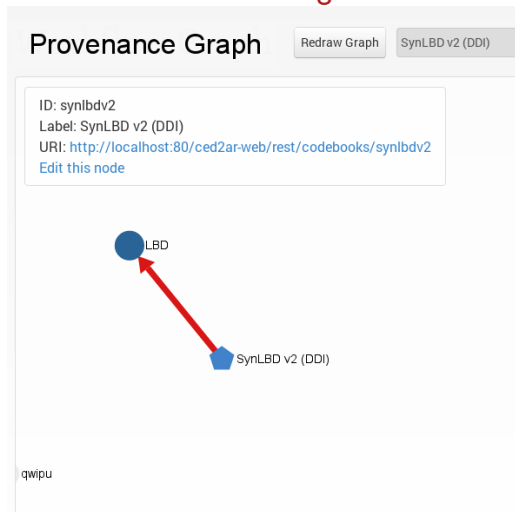 Provenance Graph
Redraw Graph
SynLBD v2 (DDI)
ID: synlbdv2
Label: SynLBD v2 (DDI)
URI: http://localhost:80/ced2ar-web/rest/codebooks/synlbdv2
Edit this node
LBD
SynLBD v2 (DDI)
qwipu